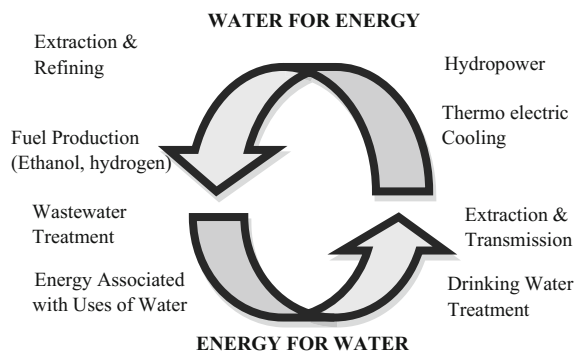 WATER FOR ENERGY
Extraction &
Refining
Hydropower
Thermo electric
Cooling
Fuel Production
(Ethanol, hydrogen)
Wastewater
Treatment
Extraction &
Transmission
Energy Associated
with Uses of Water
Drinking Water
Treatment
ENERGY FOR WATER